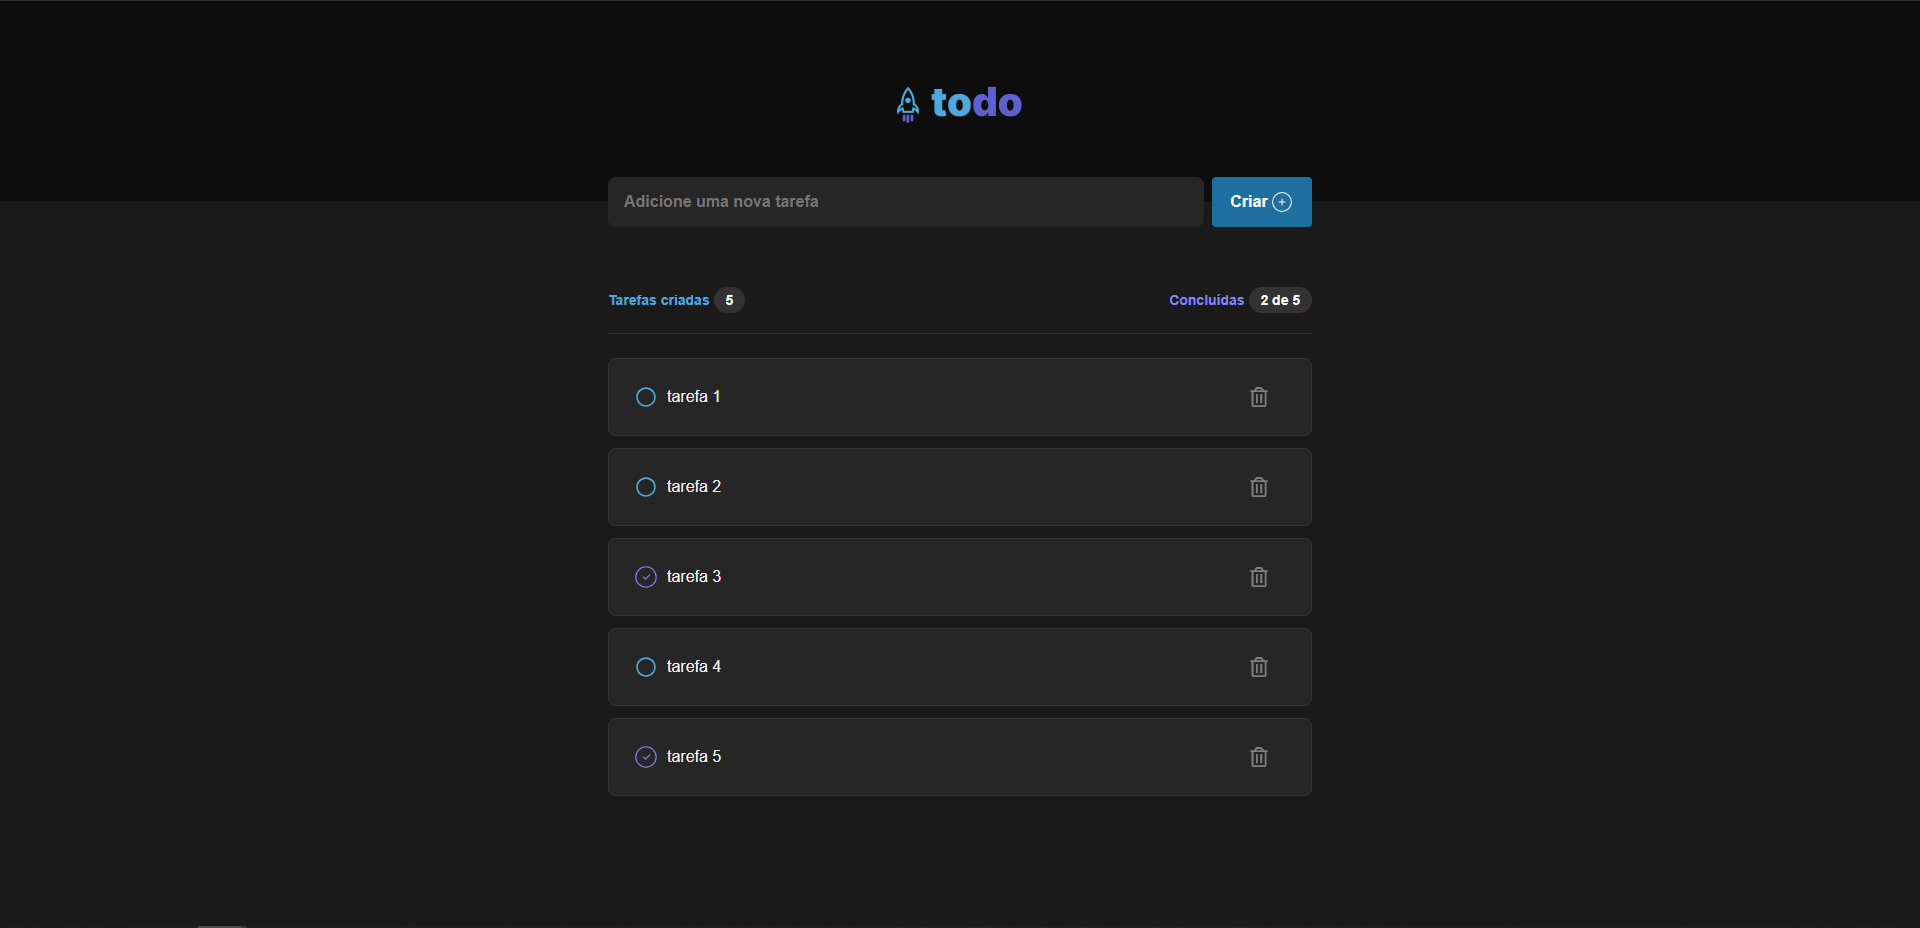 todo
Adicione uma nova tarefa
Criar
Tarefas criadas 5
Concluídas 2 de 5
tarefa 1
tarefa 2
tarefa 3
tarefa 4
tarefa 5